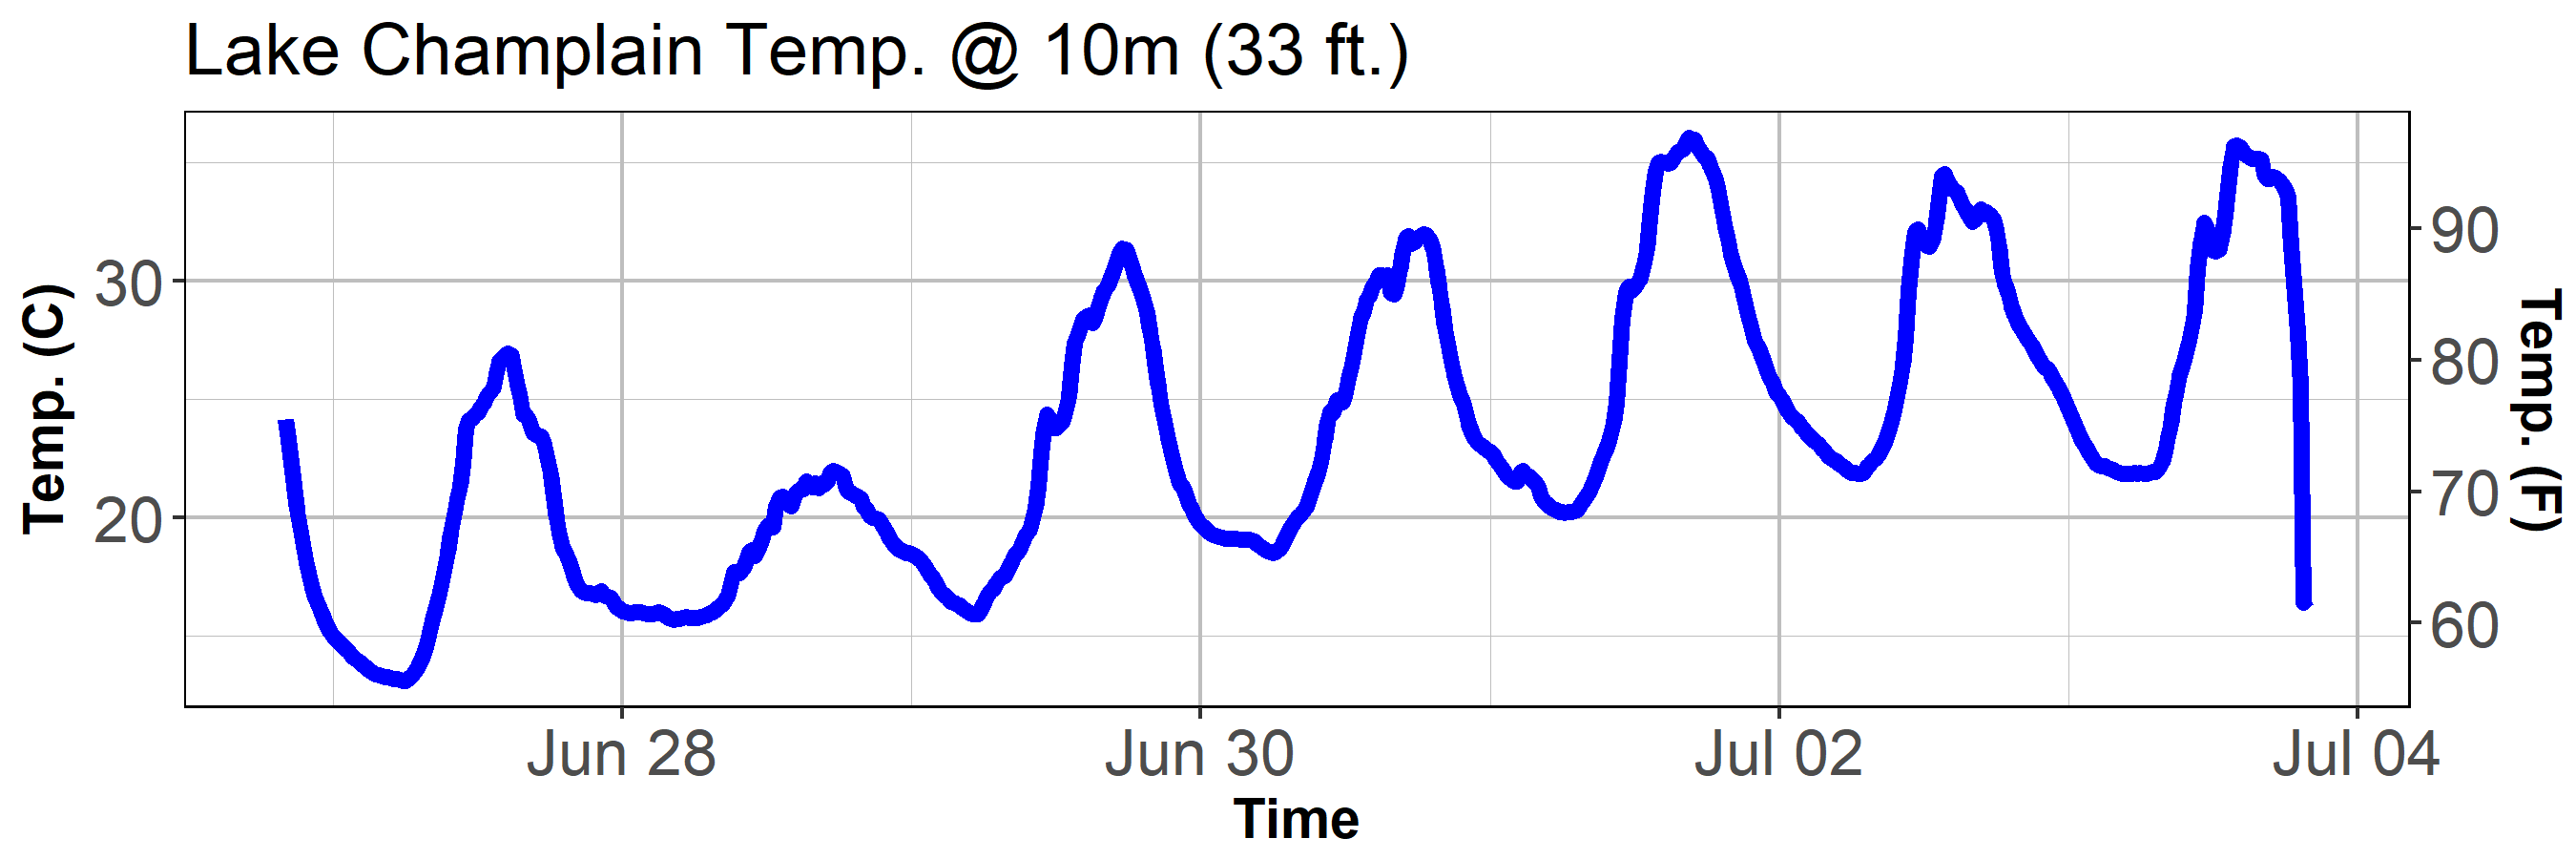 Lake Champlain Temp. @ 10m (33 ft.)
Temp. (C)
30
20
90
80
70
60
Temp. (F)
Jun 28
Jun 30
Jul 02
Jul 04
Time